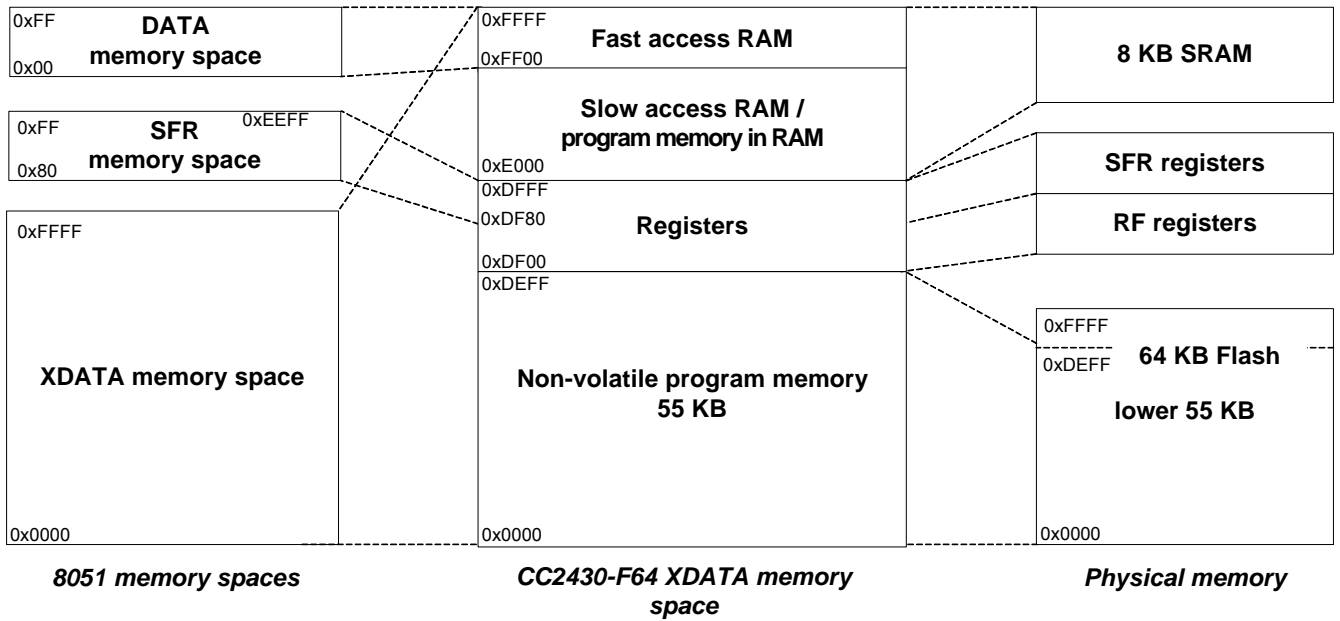 0xFF
DATA
memory space
0x00
0xFF
SFR
0xEEFF
memory space
0x80
0xFFFF
XDATA memory space
0x0000
8051 memory spaces
0xFFFF
Fast access RAM
0xFF00
Slow access RAM /
program memory in RAM
0xE000
0xDFFF
0xDF80
Registers
0xDF00
0xDEFF
Non-volatile program memory
55 KB
0x0000
CC2430-F64 XDATA memory
space
8 KB SRAM
SFR registers
RF registers
0xFFFF
0xDEFF
64 KB Flash
lower 55 KB
0x0000
Physical memory